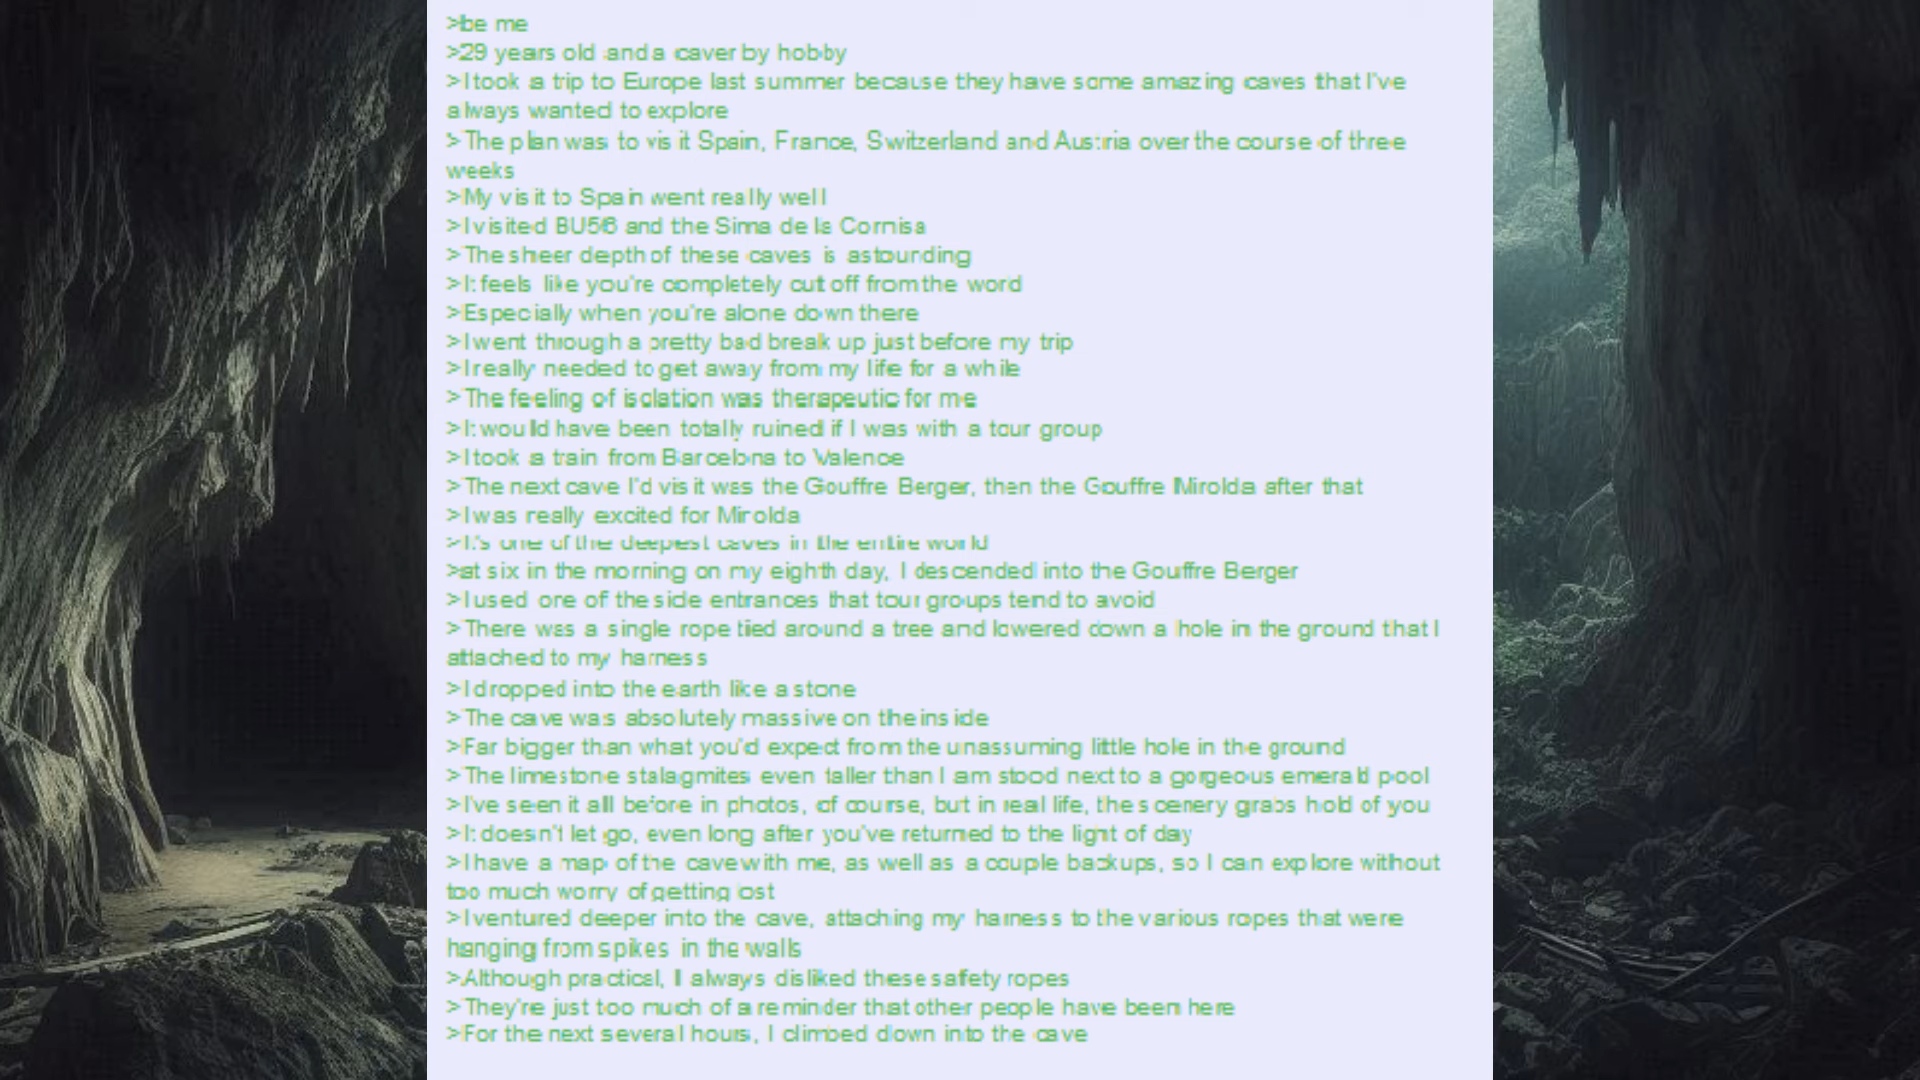 >be me
>29 years old and a caver by hobby
>I took a trip to Europe last summer because they have some amazing caves that I've
always wanted to explore
>The plan was to visit Spain, France, Switzerland and Austria over the course of three
weeks
>My visit to Spain went really well
>I visited BU56 and the Sima de la Cornisa
>The sheer depth of these caves is astounding
>It feels like you're completely cut off from the word
>Especially when you're alone down there
>I went through a pretty bad break up just before my trip
>I really needed to get away from my life for a while
>The feeling of isolation was therapeutic for me
>It would have been totally ruined if I was with a tour group
>I took a train from Barcelona to Valence
>The next cave I'd visit was the Gouffre Berger, then the Gouffre Mirolda after that
>I was really excited for Mirolda
>It's one of the deepest caves in the entire world
>at six in the morning on my eighth day, I descended into the Gouffre Berger
>I used one of the side entrances that tour groups tend to avoid
>There was a single rope tied around a tree and lowered down a hole in the ground that I
attached to my harness
>I dropped into the earth like a stone
>The cave was absolutely massive on the inside
>Far bigger than what you'd expect from the unassuming little hole in the ground
>The limestone stalagmites even taller than I am stood next to a gorgeous emerald pool
>I've seen it all before in photos, of course, but in real life, the scenery grabs hold of you
>It doesn't let go, even long after you've returned to the light of day
>I have a map of the cave with me, as well as a couple backups, so I can explore without
too much worry of getting lost
>I ventured deeper into the cave, attaching my harness to the various ropes that were
hanging from spikes in the walls
>Although practical, I always disliked these safety ropes
>They're just too much of a reminder that other people have been here
>For the next several hours, I climbed down into the cave